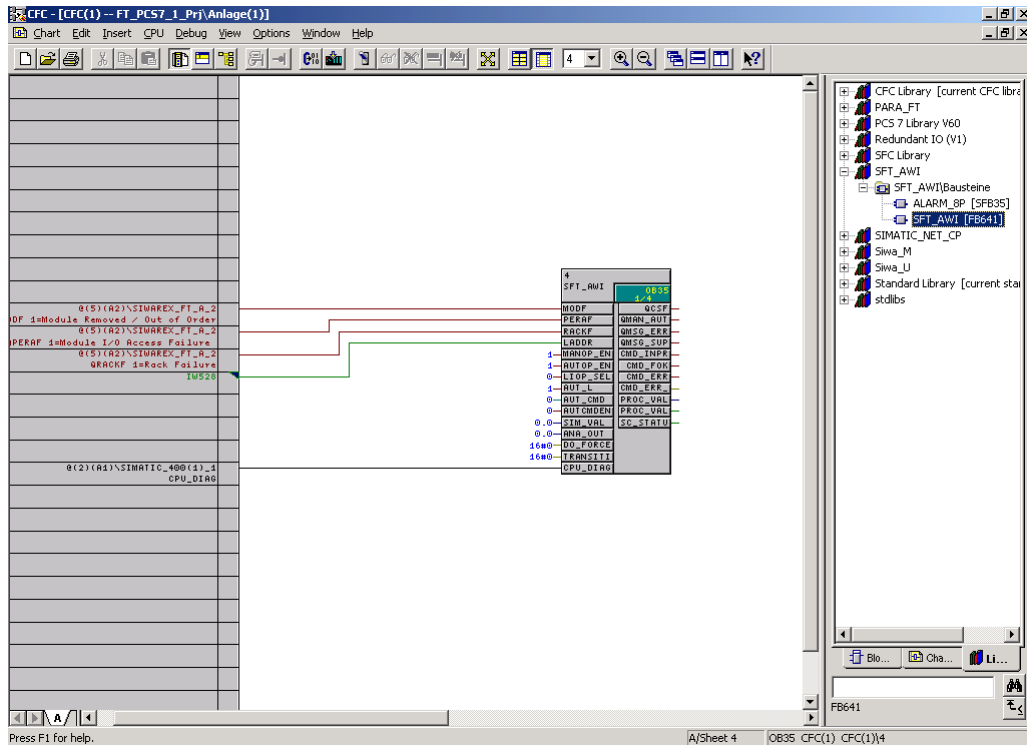 CFC - [CFC(1) -- FT_PCS7_1_Prj\Anlage(1)]
Chart Edit Insert CPU Debug View Options Window Help
4
CFC Library [current CFC libra
PARA_FT
PCS 7 Library V60
Redundant IO (V1)
SFC Library
SFT_AWI
SFT_AWI\Bausteine
ALARM_8P [SFB35]
SFT_AWI [FB641]
SIMATIC_NET_CP
Siwa_M
Siwa_U
Standard Library [current stan
stdlibs
4
SFT_AWI
OB35
1/4
@(5)(A2)\SIWAREX_FT_A_2
ODF 1=Module Removed / Out of Order
@(5)(A2)\SIWAREX_FT_A_2
QPERAF 1=Module I/O Access Failure
@(5)(A2)\SIWAREX_FT_A_2
QRACKF 1=Rack Failure
IW528
MODF QCSF
PERAF QMAN_AUT
RACKF QMSG_ERR
LADDR QMSG_SUP
1 MANOP_EN CMD_INPR
1 AUTOP_EN CMD_FOK
0 LIOP_SEL CMD_ERR
1 AUT_L CMD_ERR_
0 AUT_CMD PROC_VAL
0 AUTCMDEN PROC_VAL
0.0 SIM_VAL SC_STATU
0.0 ANA_OUT
16#0 DO_FORCE
16#0 TRANSITI
CPU_DIAG
@(2)(A1)\SIMATIC_400(1)_1
CPU_DIAG
Blo... Cha... Li...
FB641
A
Press F1 for help.
A/Sheet 4
OB35 CFC(1) CFC(1)\4